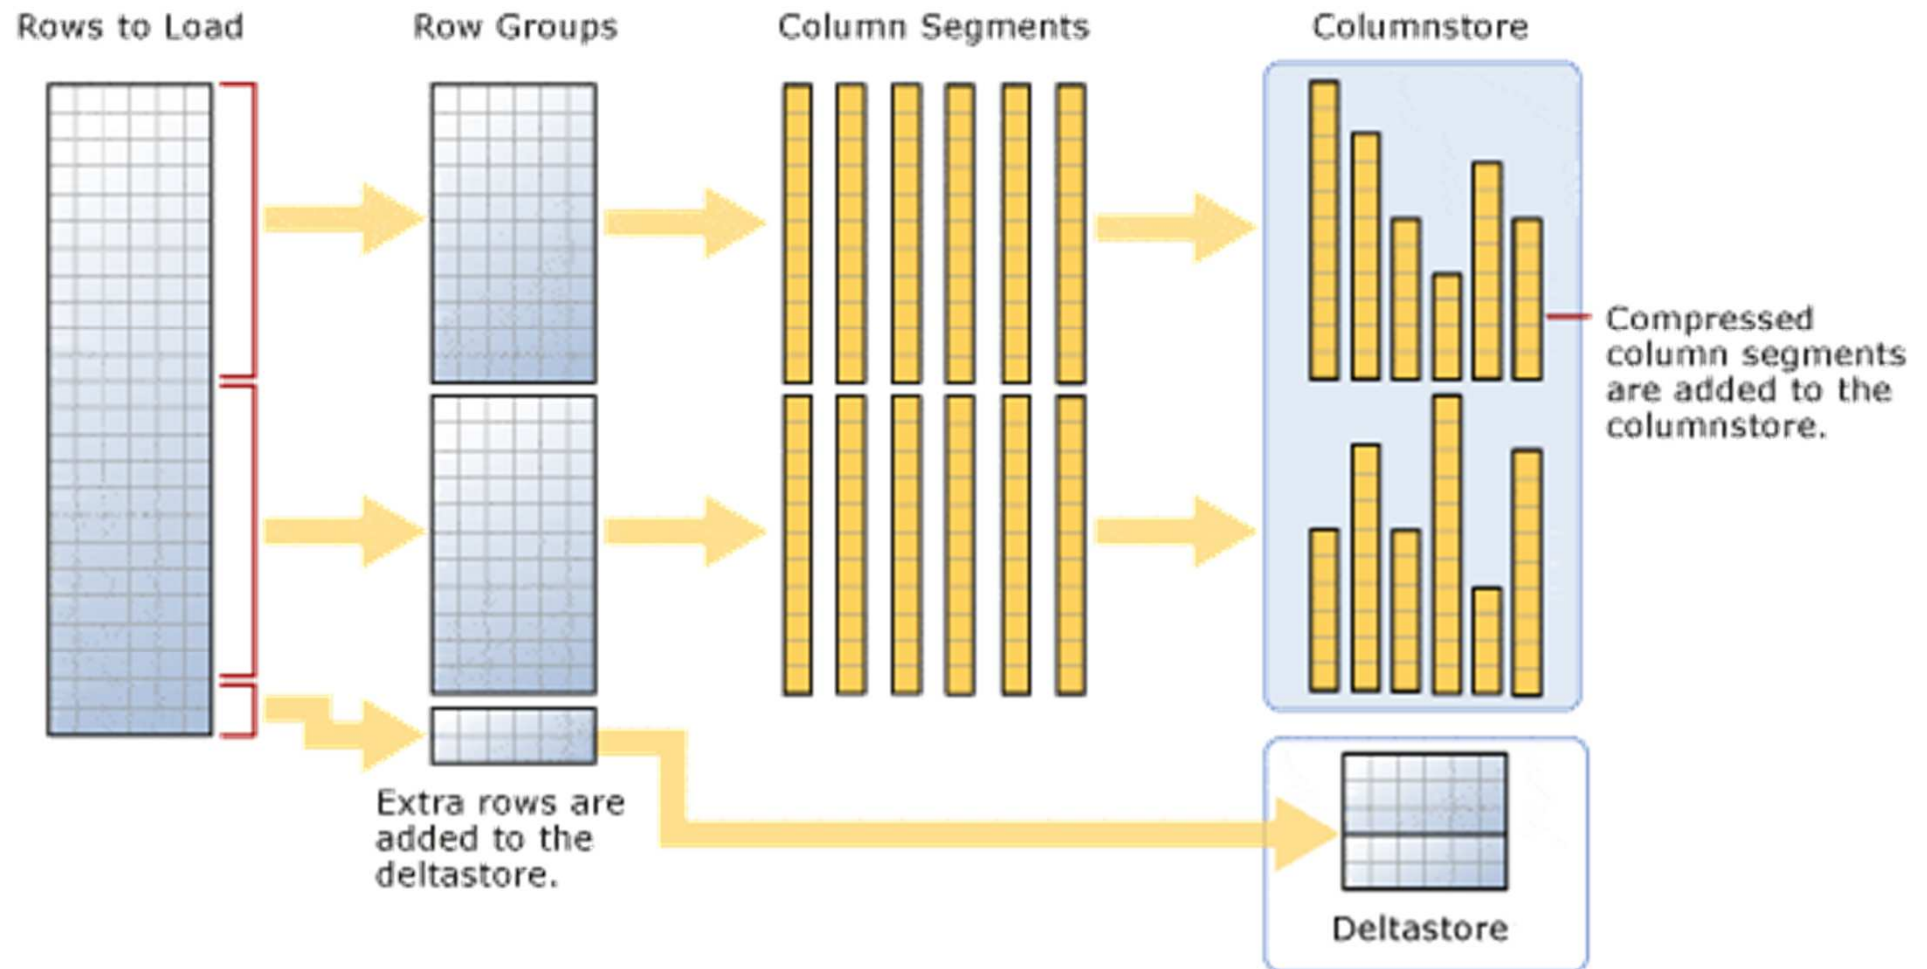 Rows to Load
Row Groups
Column Segments
Columnstore
Compressed
column segments
are added to the
columnstore.
Extra rows are
added to the
deltastore.
Deltastore